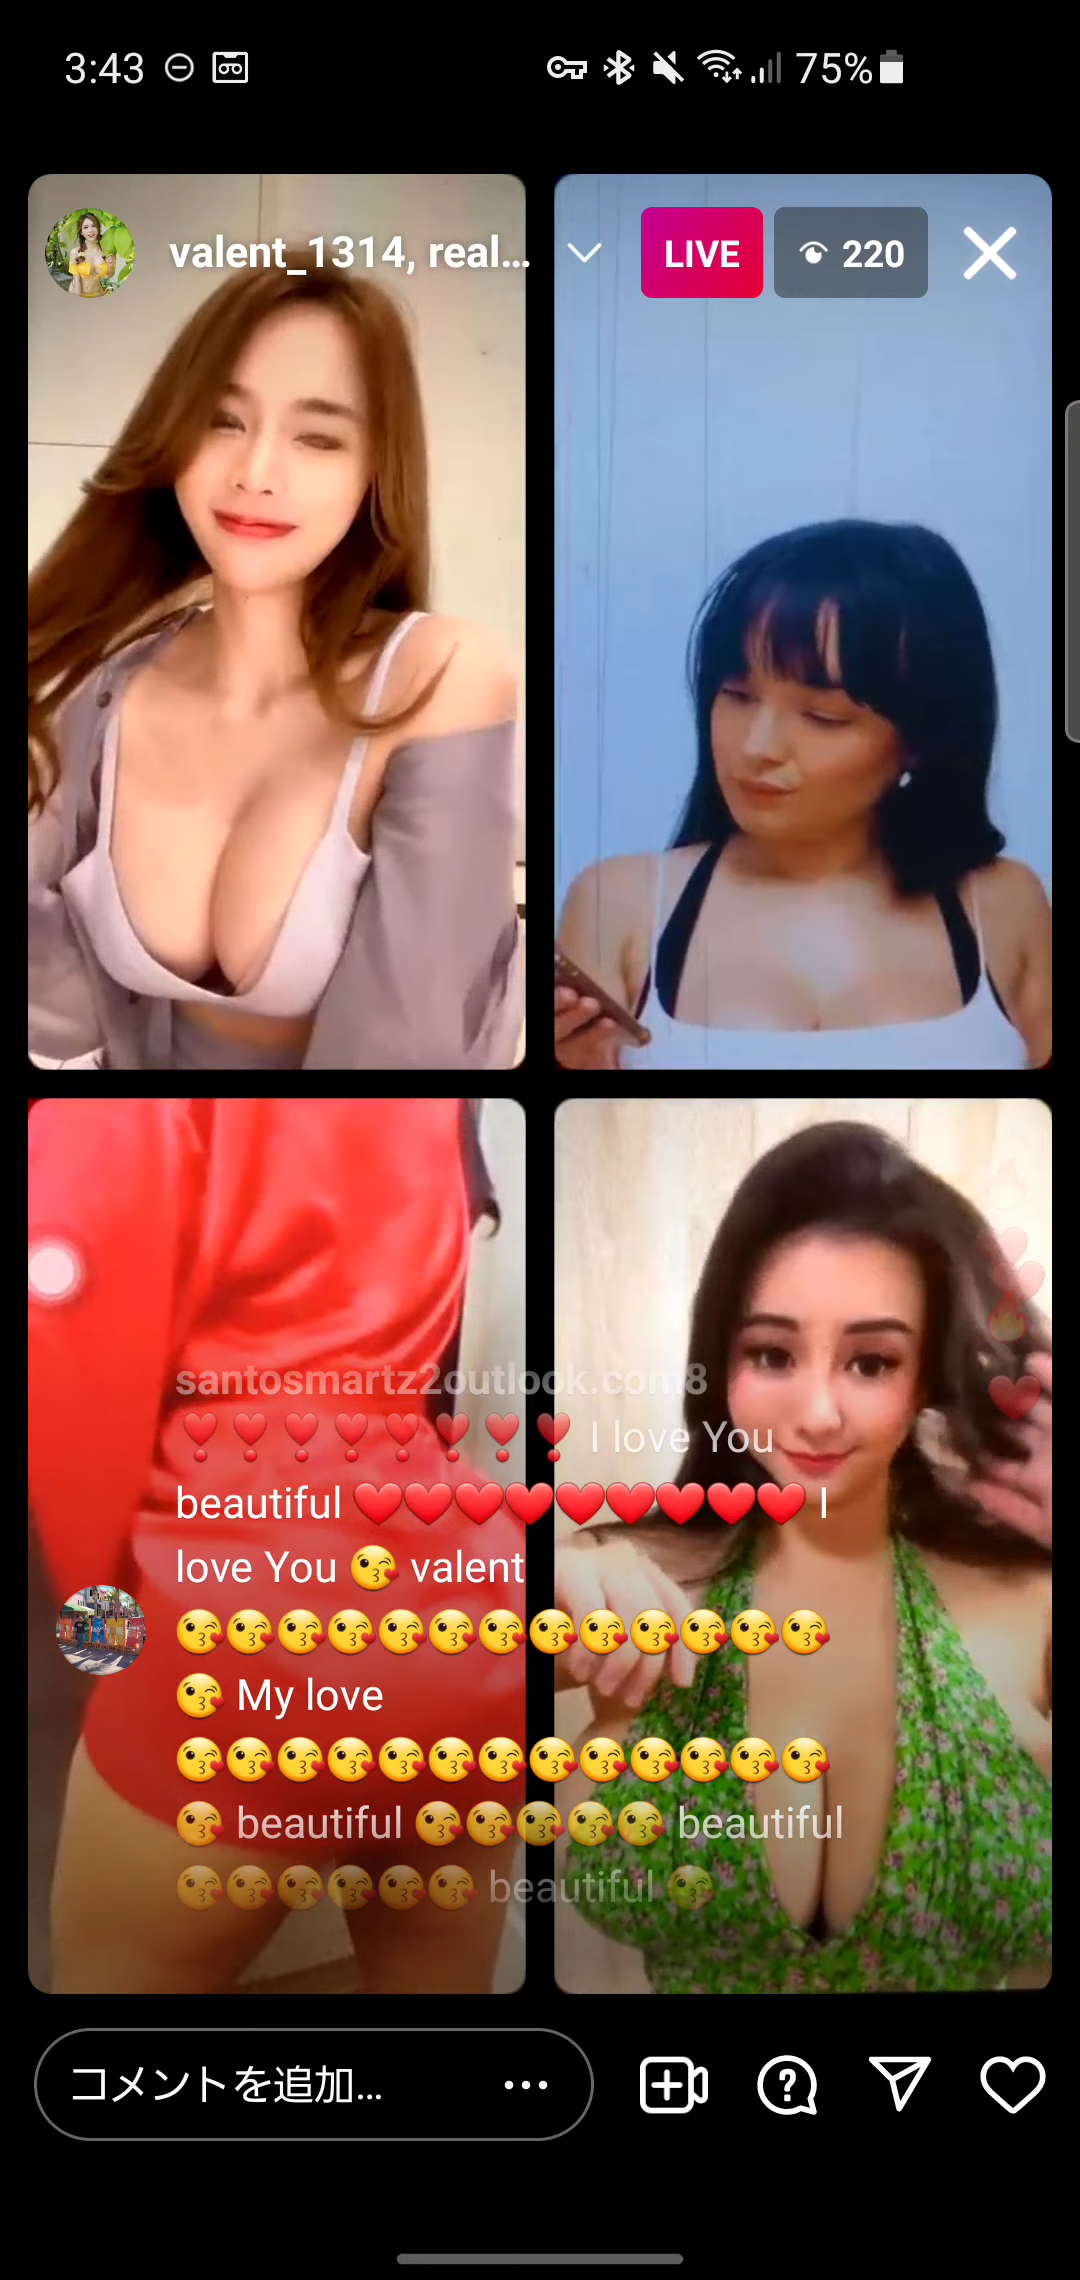 3:43
75%
valent_1314, real...
LIVE
220
santosmartz2outlook.com8
❣❣❣❣❣❣❣❣ I love You
beautiful ❤❤❤❤❤❤❤❤❤ I
love You 😘 valent
😘😘😘😘😘😘😘😘😘😘😘😘😘
😘 My love
😘😘😘😘😘😘😘😘😘😘😘😘😘
😘 beautiful 😘😘😘😘😘 beautiful
😘😘😘😘😘😘 beautiful 😘
コメントを追加...